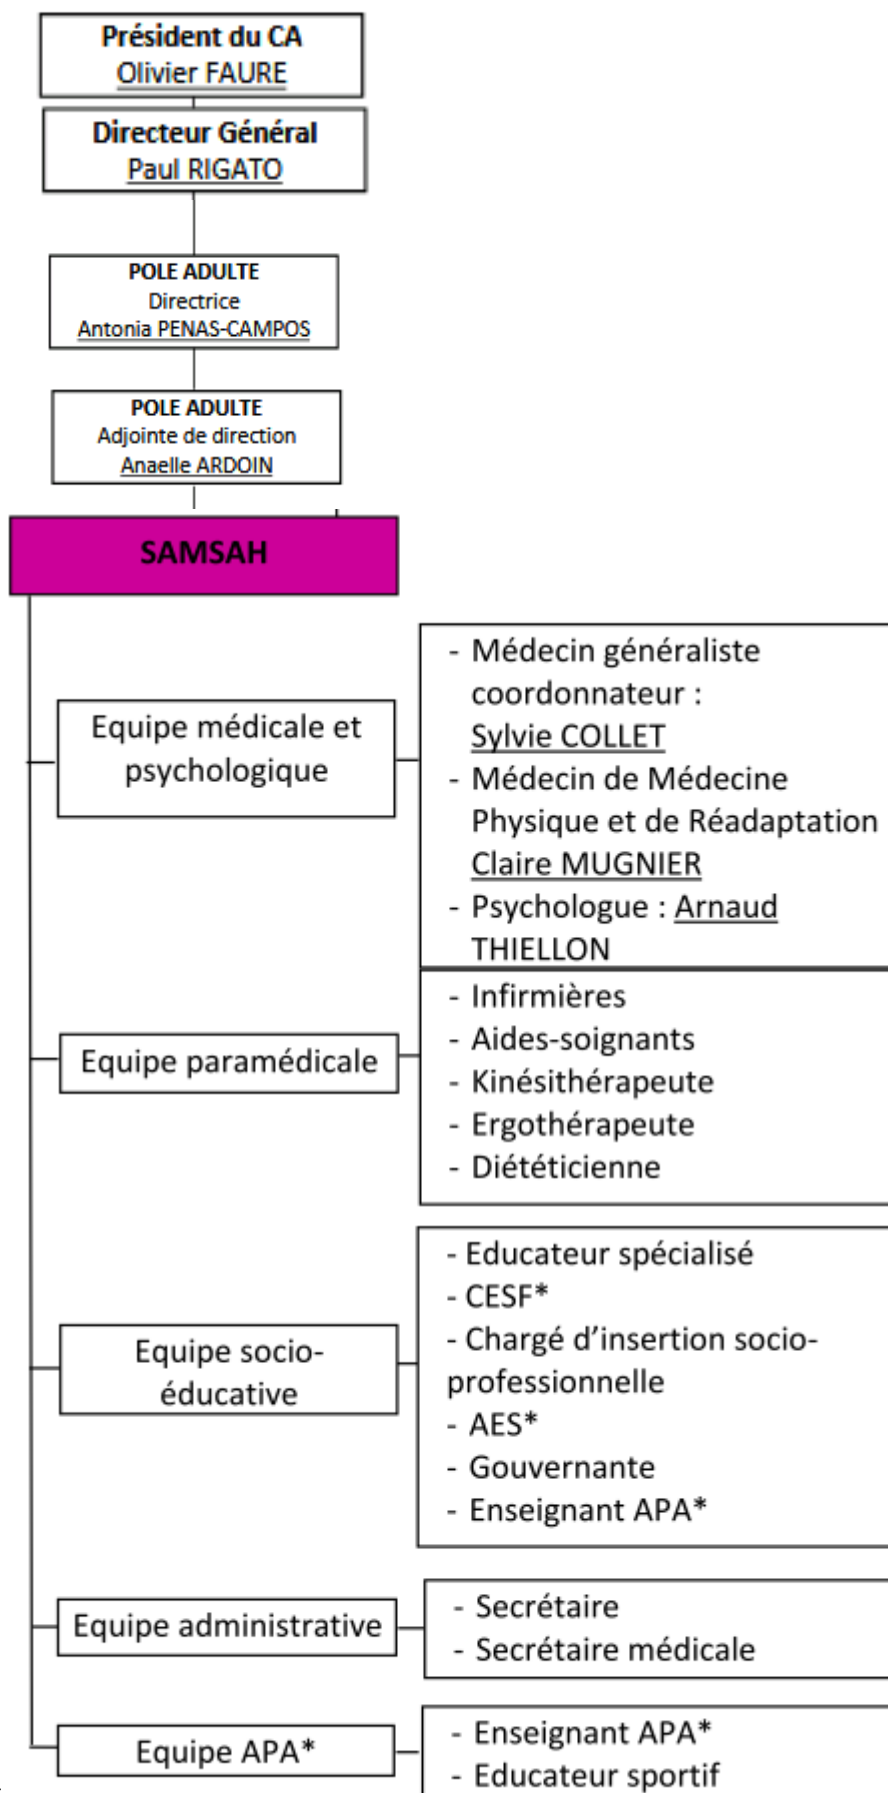 Président du CA
Olivier FAURE
Directeur Général
Paul RIGATO
POLE ADULTE
Directrice
Antonia PENAS-CAMPOS
POLE ADULTE
Adjointe de direction
Anaelle ARDOIN
SAMSAH
Equipe médicale et
psychologique
- Médecin généraliste
coordonnateur :
Sylvie COLLET
- Médecin de Médecine
Physique et de Réadaptation
Claire MUGNIER
- Psychologue : Arnaud
THIELLON
Equipe paramédicale
- Infirmières
- Aides-soignants
- Kinésithérapeute
- Ergothérapeute
- Diététicienne
Equipe socio-
éducative
- Educateur spécialisé
- CESF*
- Chargé d’insertion socio-
professionnelle
- AES*
- Gouvernante
- Enseignant APA*
Equipe administrative
- Secrétaire
- Secrétaire médicale
Equipe APA*
- Enseignant APA*
- Educateur sportif